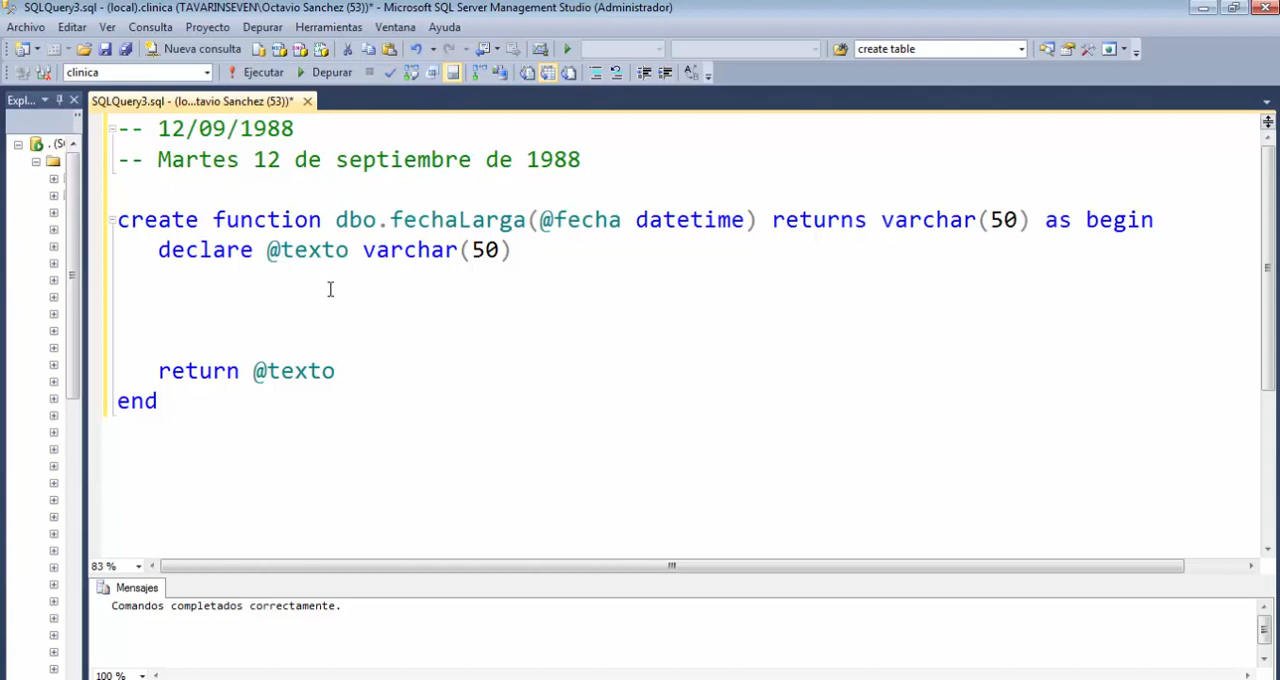 SQLQuery3.sql - (local).clinica (TAVARINSEVEN\Octavio Sanchez (53))* - Microsoft SQL Server Management Studio (Administrador)
Archivo Editar Ver Consulta Proyecto Depurar Herramientas Ventana Ayuda
Nueva consulta create table
clinica Ejecutar Depurar
Expl... SQLQuery3.sql - (lo...tavio Sanchez (53))*
-- 12/09/1988
-- Martes 12 de septiembre de 1988
create function dbo.fechaLarga(@fecha datetime) returns varchar(50) as begin
declare @texto varchar(50)
return @texto
end
83 %
Mensajes
Comandos completados correctamente.
100 %